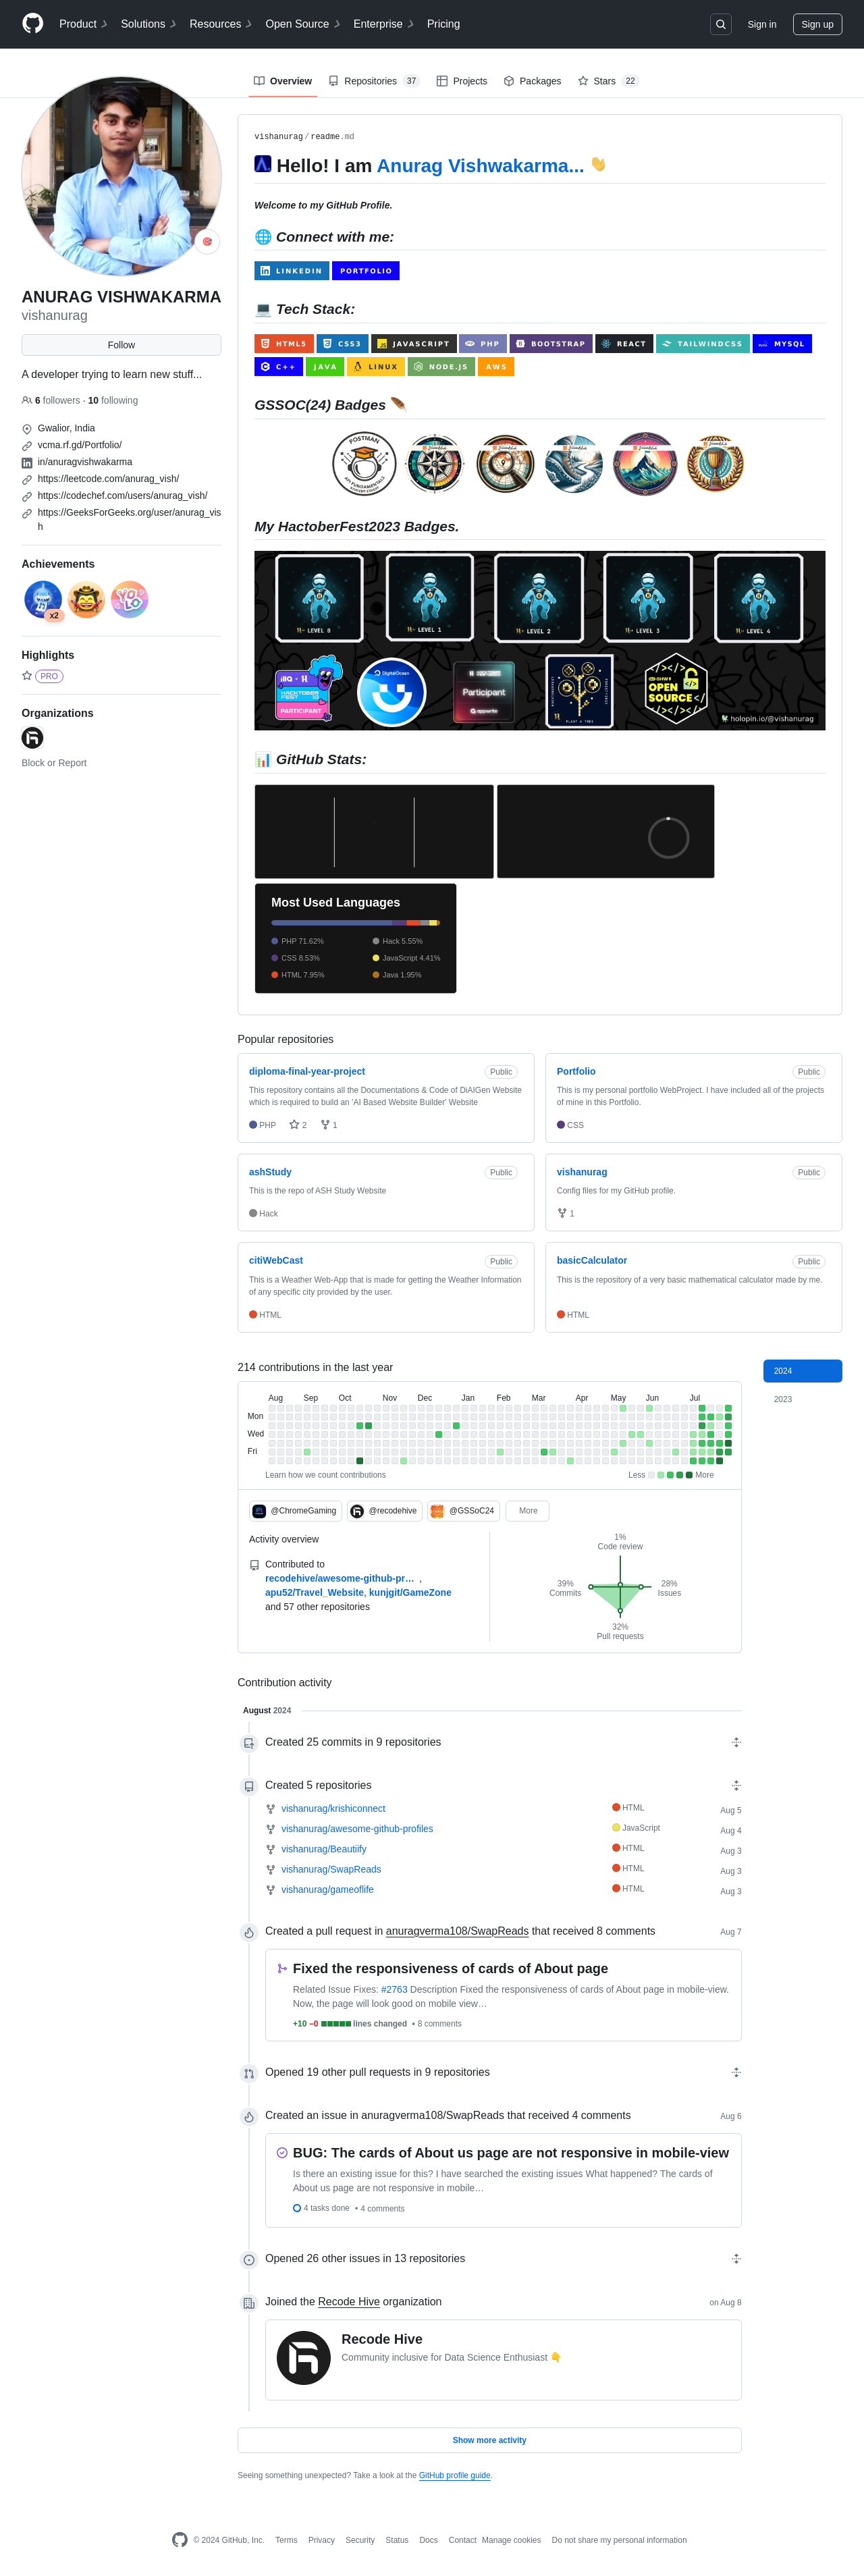 Product Solutions Resources Open Source Enterprise Pricing Sign in Sign up
Overview Repositories 37 Projects Packages Stars 22
ANURAG VISHWAKARMA
vishanurag
Follow
A developer trying to learn new stuff...
6 followers · 10 following
Gwalior, India
vcma.rf.gd/Portfolio/
in/anuragvishwakarma
https://leetcode.com/anurag_vish/
https://codechef.com/users/anurag_vish/
https://GeeksForGeeks.org/user/anurag_vis
h
Achievements
x2
YOLO
Highlights
PRO
Organizations
Block or Report
vishanurag/readme.md
Hello! I am Anurag Vishwakarma... 👋
Welcome to my GitHub Profile.
🌐 Connect with me:
LINKEDIN PORTFOLIO
💻 Tech Stack:
HTML5 CSS3 JAVASCRIPT PHP BOOTSTRAP REACT TAILWINDCSS MYSQL
C++ JAVA LINUX NODE.JS AWS
GSSOC(24) Badges 🪶
POSTMAN
API FUNDAMENTALS
STUDENT EXPERT
My HactoberFest2023 Badges.
LEVEL 0 LEVEL 1 LEVEL 2 LEVEL 3 LEVEL 4
HACKTOBER
FEST
PARTICIPANT
DigitalOcean
Participant
appwrite
PLANT A TREE
OPEN
SOURCE
holopin.io/@vishanurag
📊 GitHub Stats:
Most Used Languages
PHP 71.62% Hack 5.55%
CSS 8.53% JavaScript 4.41%
HTML 7.95% Java 1.95%
Popular repositories
diploma-final-year-project Public
This repository contains all the Documentations & Code of DiAIGen Website
which is required to build an 'AI Based Website Builder' Website
PHP 2 1
Portfolio Public
This is my personal portfolio WebProject. I have included all of the projects
of mine in this Portfolio.
CSS
ashStudy Public
This is the repo of ASH Study Website
Hack
vishanurag Public
Config files for my GitHub profile.
1
citiWebCast Public
This is a Weather Web-App that is made for getting the Weather Information
of any specific city provided by the user.
HTML
basicCalculator Public
This is the repository of a very basic mathematical calculator made by me.
HTML
214 contributions in the last year
2024
2023
Aug Sep Oct Nov Dec Jan Feb Mar Apr May Jun Jul
Mon
Wed
Fri
Learn how we count contributions
Less More
@ChromeGaming @recodehive @GSSoC24 More
Activity overview
Contributed to
recodehive/awesome-github-pr… ,
apu52/Travel_Website, kunjgit/GameZone
and 57 other repositories
1%
Code review
39%
Commits
28%
Issues
32%
Pull requests
Contribution activity
August 2024
Created 25 commits in 9 repositories
Created 5 repositories
vishanurag/krishiconnect HTML Aug 5
vishanurag/awesome-github-profiles JavaScript Aug 4
vishanurag/Beautiify HTML Aug 3
vishanurag/SwapReads HTML Aug 3
vishanurag/gameoflife HTML Aug 3
Created a pull request in anuragverma108/SwapReads that received 8 comments Aug 7
Fixed the responsiveness of cards of About page
Related Issue Fixes: #2763 Description Fixed the responsiveness of cards of About page in mobile-view.
Now, the page will look good on mobile view…
+10 −0 lines changed • 8 comments
Opened 19 other pull requests in 9 repositories
Created an issue in anuragverma108/SwapReads that received 4 comments Aug 6
BUG: The cards of About us page are not responsive in mobile-view
Is there an existing issue for this? I have searched the existing issues What happened? The cards of
About us page are not responsive in mobile…
4 tasks done • 4 comments
Opened 26 other issues in 13 repositories
Joined the Recode Hive organization on Aug 8
Recode Hive
Community inclusive for Data Science Enthusiast 👇
Show more activity
Seeing something unexpected? Take a look at the GitHub profile guide.
© 2024 GitHub, Inc. Terms Privacy Security Status Docs Contact Manage cookies Do not share my personal information